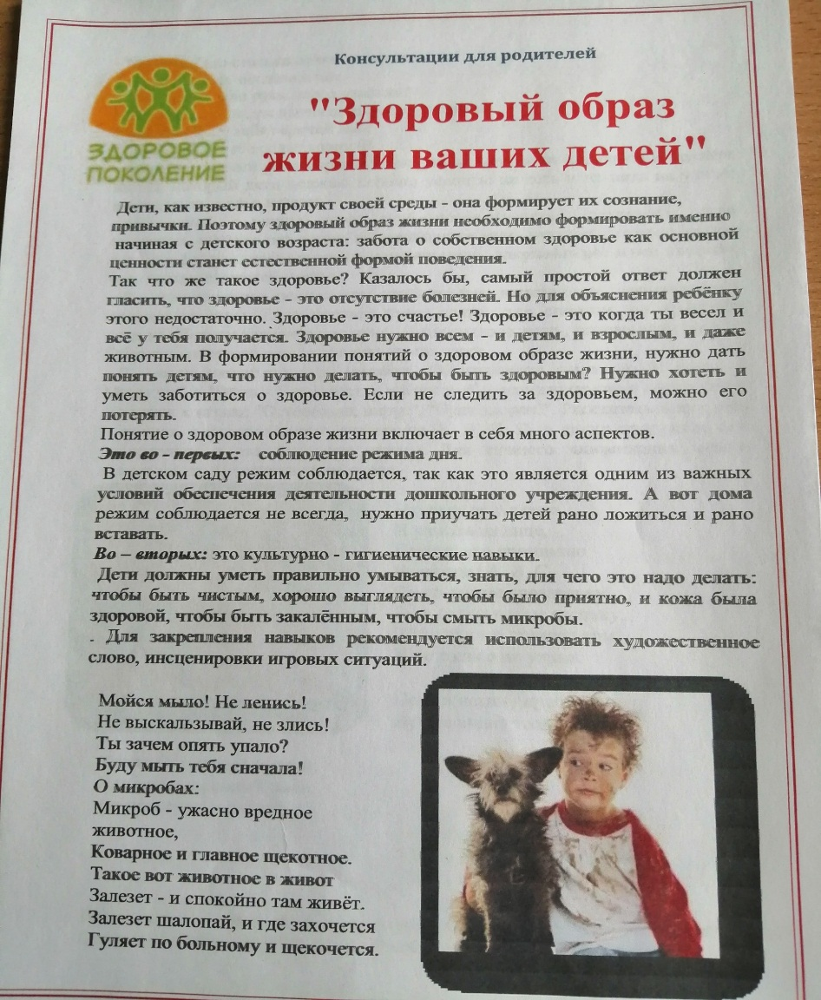 Консультации для родителей
ЗДОРОВОЕ
ПОКОЛЕНИЕ
"Здоровый образ
жизни ваших детей"
Дети, как известно, продукт своей среды - она формирует их сознание,
привычки. Поэтому здоровый образ жизни необходимо формировать именно
начиная с детского возраста: забота о собственном здоровье как основной
ценности станет естественной формой поведения.
Так что же такое здоровье? Казалось бы, самый простой ответ должен
гласить, что здоровье - это отсутствие болезней. Но для объяснения ребёнку
этого недостаточно. Здоровье - это счастье! Здоровье - это когда ты весел и
всё у тебя получается. Здоровье нужно всем - и детям, и взрослым, и даже
животным. В формировании понятий о здоровом образе жизни, нужно дать
понять детям, что нужно делать, чтобы быть здоровым? Нужно хотеть и
уметь заботиться о здоровье. Если не следить за здоровьем, можно его
потерять.
Понятие о здоровом образе жизни включает в себя много аспектов.
Это во - первых: соблюдение режима дня.
В детском саду режим соблюдается, так как это является одним из важных
условий обеспечения деятельности дошкольного учреждения. А вот дома
режим соблюдается не всегда, нужно приучать детей рано ложиться и рано
вставать.
Во – вторых: это культурно - гигиенические навыки.
Дети должны уметь правильно умываться, знать, для чего это надо делать:
чтобы быть чистым, хорошо выглядеть, чтобы было приятно, и кожа была
здоровой, чтобы быть закалённым, чтобы смыть микробы.
. Для закрепления навыков рекомендуется использовать художественное
слово, инсценировки игровых ситуаций.
Мойся мыло! Не ленись!
Не выскальзывай, не злись!
Ты зачем опять упало?
Буду мыть тебя сначала!
О микробах:
Микроб - ужасно вредное
животное,
Коварное и главное щекотное.
Такое вот животное в живот
Залезет - и спокойно там живёт.
Залезет шалопай, и где захочется
Гуляет по больному и щекочется.